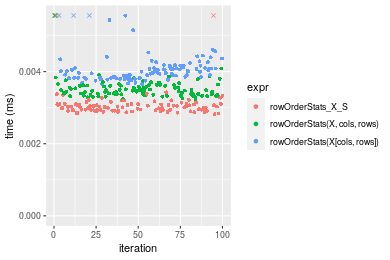 time (ms)
0.004
0.002
0.000
0
25
50
75
100
iteration
expr
rowOrderStats_X_S
rowOrderStats(X, cols, rows)
rowOrderStats(X[cols, rows])